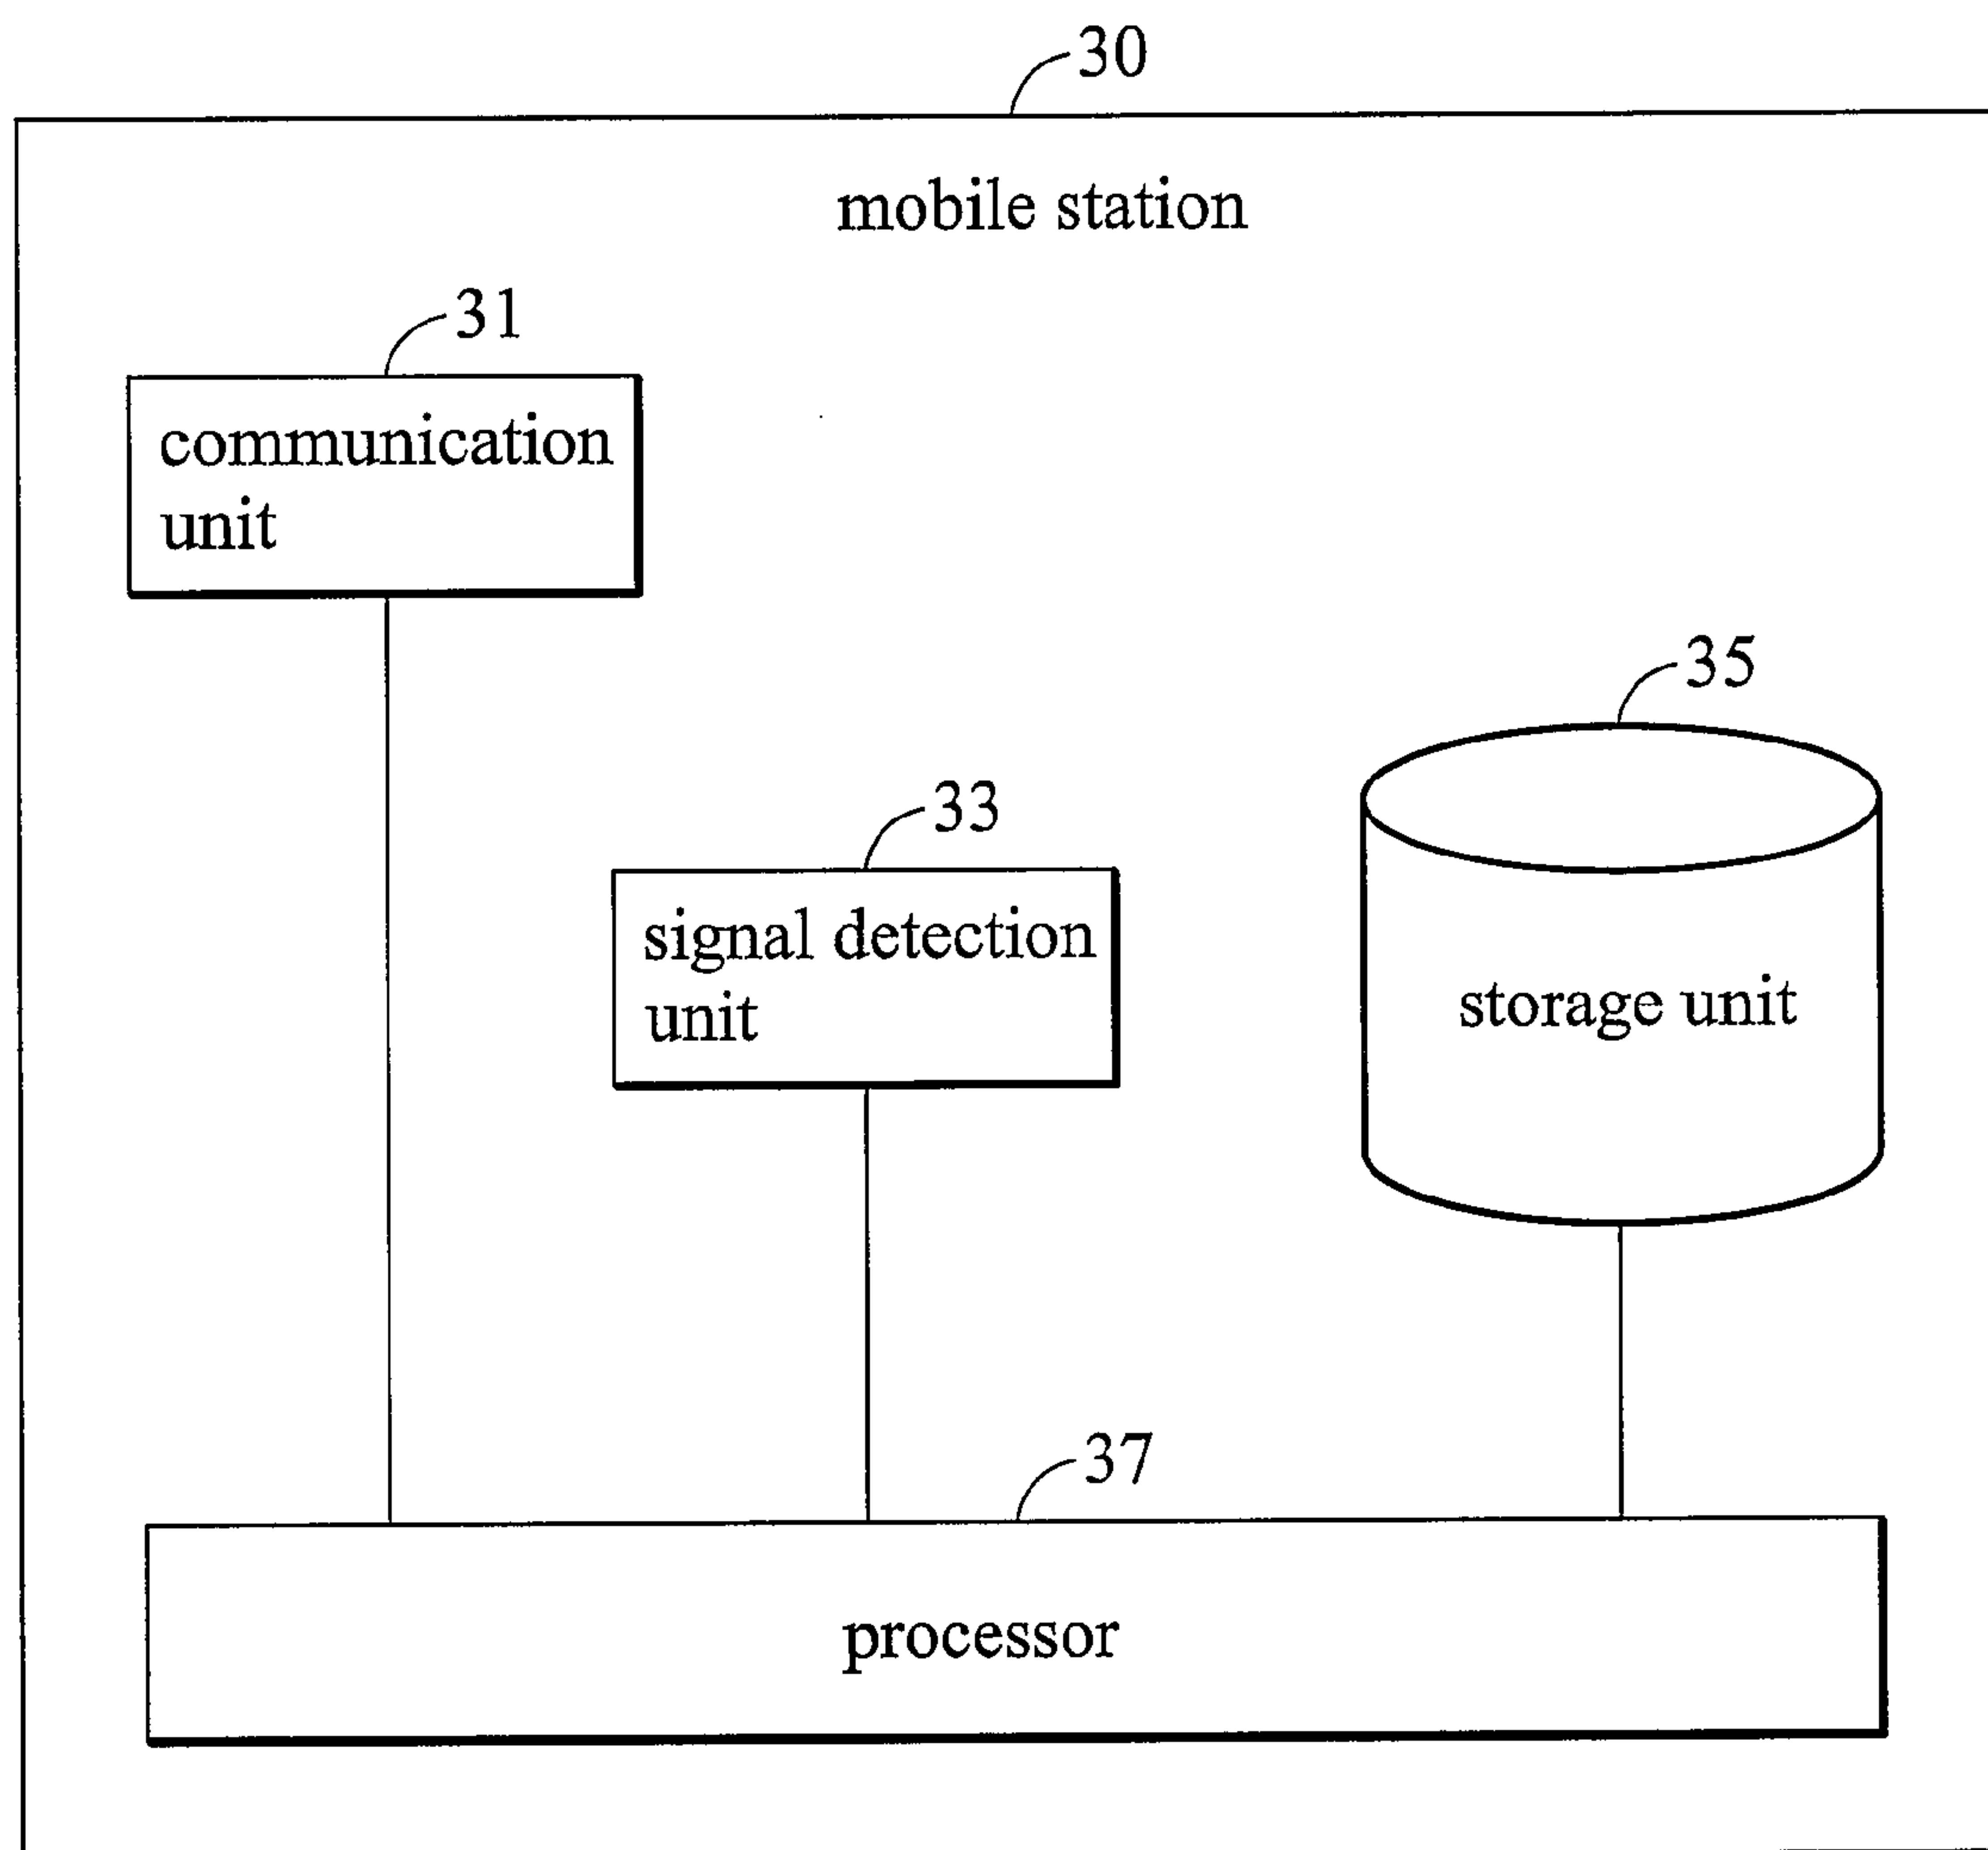 30
mobile station
31
communication
unit
35
33
signal detection
unit
storage unit
37
processor